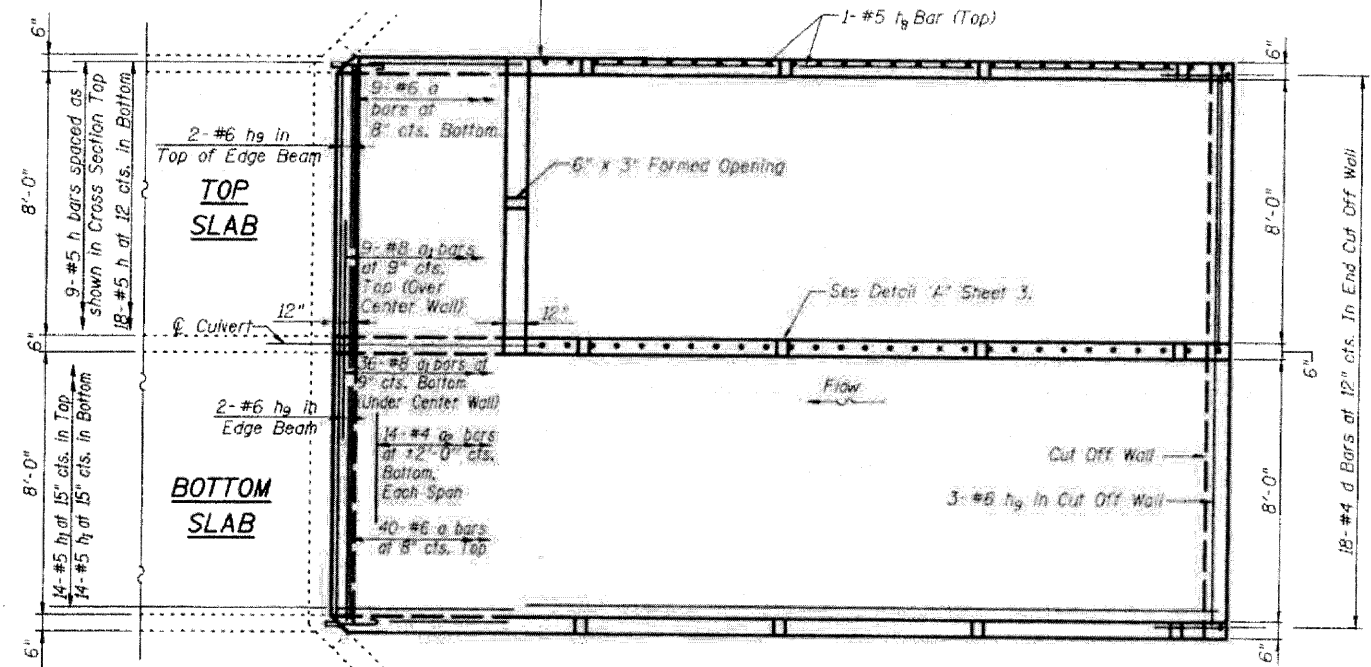 1-#5 h8 Bar (Top)
6"
6"
9-#5 h bars spaced as
shown in Cross Section Top
18-#5 h at 12 cts. in Bottom
8'-0"
9-#6 a
bars at
8" cts. Bottom
2-#6 h9 in
Top of Edge Beam
6" x 3" Formed Opening
TOP
SLAB
9-#8 a1 bars
at 9" cts.
Top (Over
Center Wall)
8'-0"
18-#4 d Bars at 12" cts. In End Cut Off Wall
See Detail 'A' Sheet 3.
12"
12"
℄ Culvert
6"
6"
36-#8 a1 bars at
9" cts. Bottom
(Under Center Wall)
Flow
2-#6 h9 in
Edge Beam
14-#4 a2 bars
at ±2'-0" cts.
Bottom,
Each Span
Cut Off Wall
8'-0"
14-#5 h1 at 15" cts. in Top
14-#5 h1 at 15" cts. in Bottom
BOTTOM
SLAB
3-#6 h9 In Cut Off Wall
8'-0"
40-#6 a bars
at 8" cts. Top
6"
6"